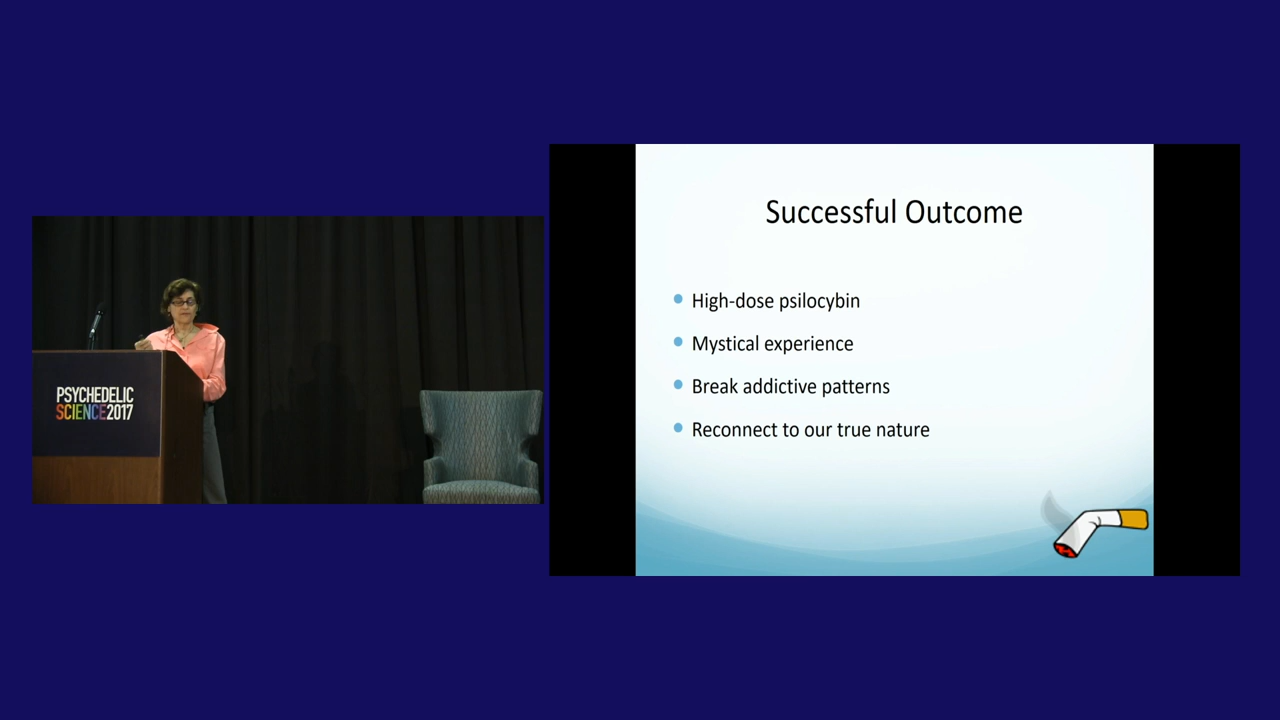 PSYCHEDELIC
SCIENCE2017
Successful Outcome
High-dose psilocybin
Mystical experience
Break addictive patterns
Reconnect to our true nature